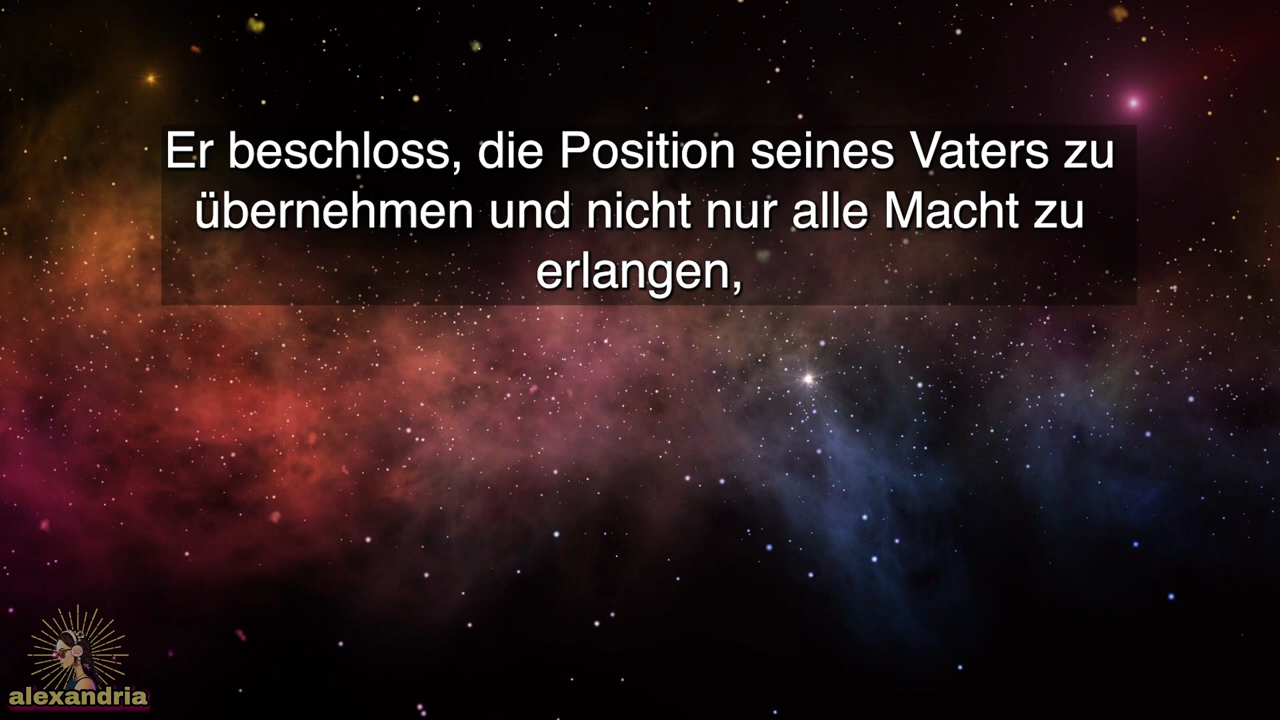 Er beschloss, die Position seines Vaters zu
übernehmen und nicht nur alle Macht zu
erlangen,
alexandria